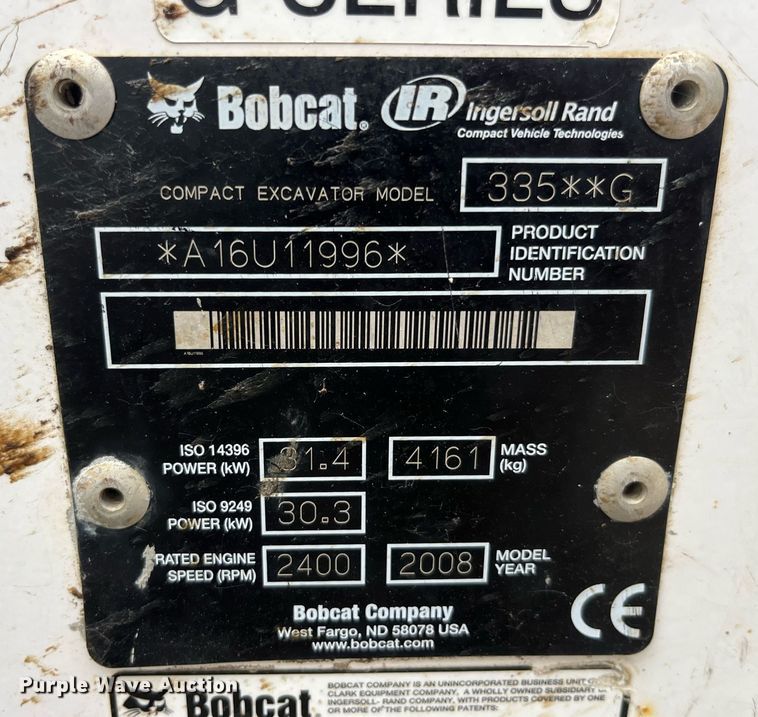 G-SERIES
Bobcat®
IR Ingersoll Rand
Compact Vehicle Technologies
COMPACT EXCAVATOR MODEL 335**G
*A16U11996* PRODUCT IDENTIFICATION NUMBER
A16U11996
ISO 14396 POWER (kW) 31.4 4161 MASS (kg)
ISO 9249 POWER (kW) 30.3
RATED ENGINE SPEED (RPM) 2400 2008 MODEL YEAR
Bobcat Company
West Fargo, ND 58078 USA
www.bobcat.com
CE
Purple Wave Auction
Bobcat
BOBCAT COMPANY IS AN UNINCORPORATED BUSINESS UNIT
CLARK EQUIPMENT COMPANY, A WHOLLY OWNED SUBSIDIARY
INGERSOLL- RAND COMPANY, WITH PRODUCTS COVERED BY ONE
OR MORE OF THE FOLLOWING PATENTS: